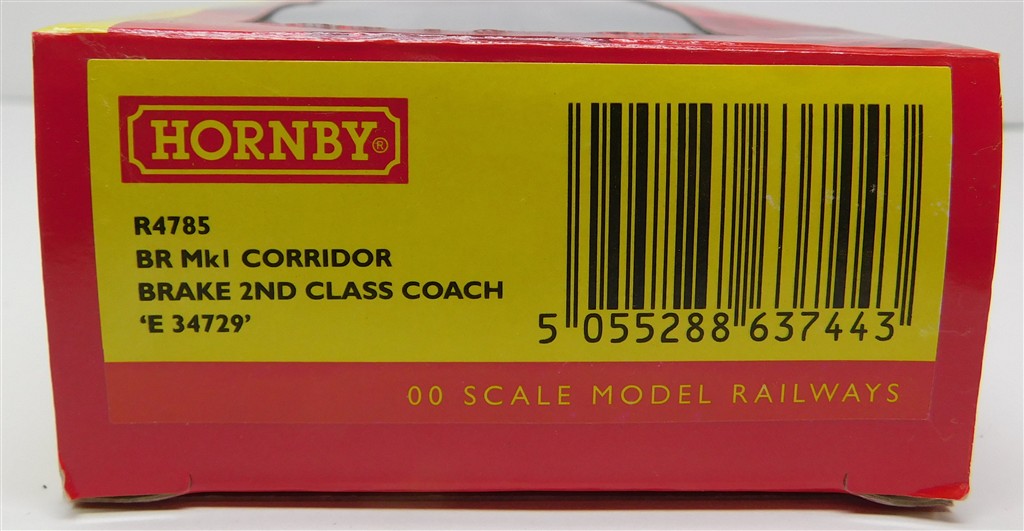 HORNBY®
R4785
BR Mk1 CORRIDOR
BRAKE 2ND CLASS COACH
‘E 34729’
5 055288 637443
00 SCALE MODEL RAILWAYS